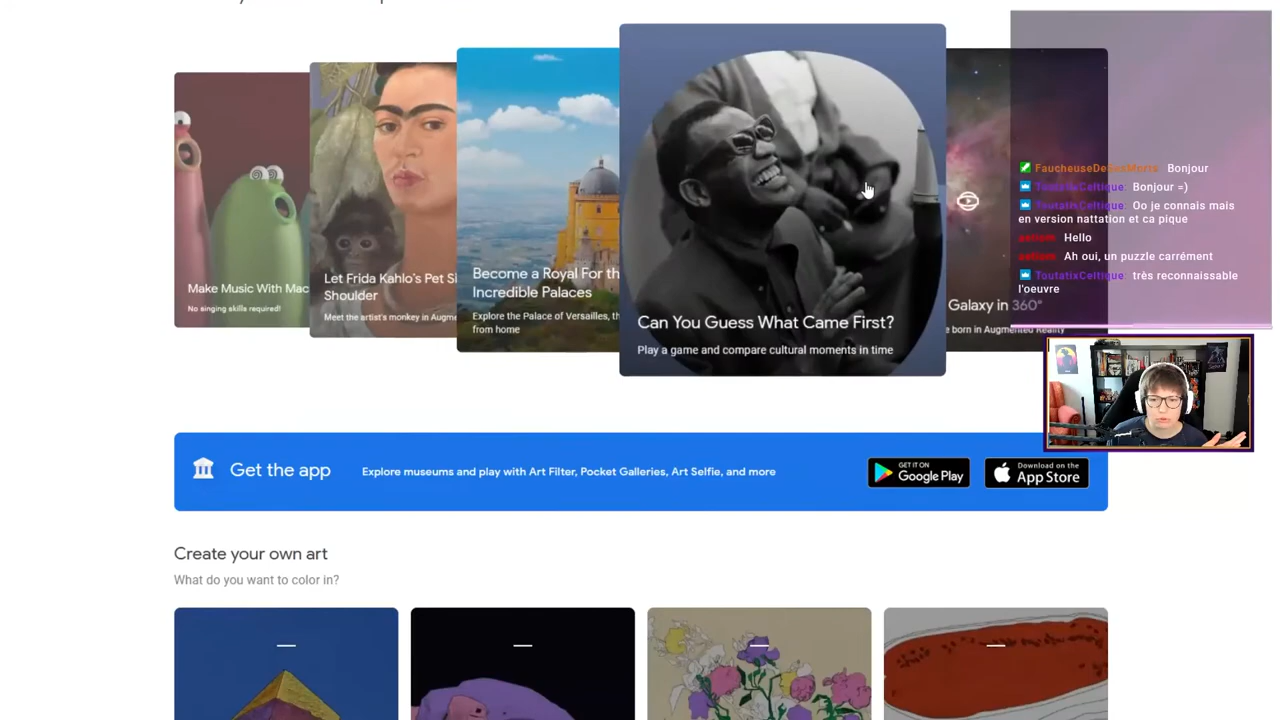 Make Music With Mac
No singing skills required!
Let Frida Kahlo's Pet Si
Shoulder
Meet the artist's monkey in Augme
Become a Royal For th
Incredible Palaces
Explore the Palace of Versailles, th
from home
Can You Guess What Came First?
Play a game and compare cultural moments in time
Galaxy in 360°
e born in Augmented Reality
Bonjour
ToutatixCeltique: Bonjour =)
ToutatixCeltique: Oo je connais mais
en version nattation et ca pique
Hello
Ah oui, un puzzle carrément
ToutatixCeltique: très reconnaissable
l'oeuvre
Get the app
Explore museums and play with Art Filter, Pocket Galleries, Art Selfie, and more
GET IT ON
Google Play
Download on the
App Store
Create your own art
What do you want to color in?